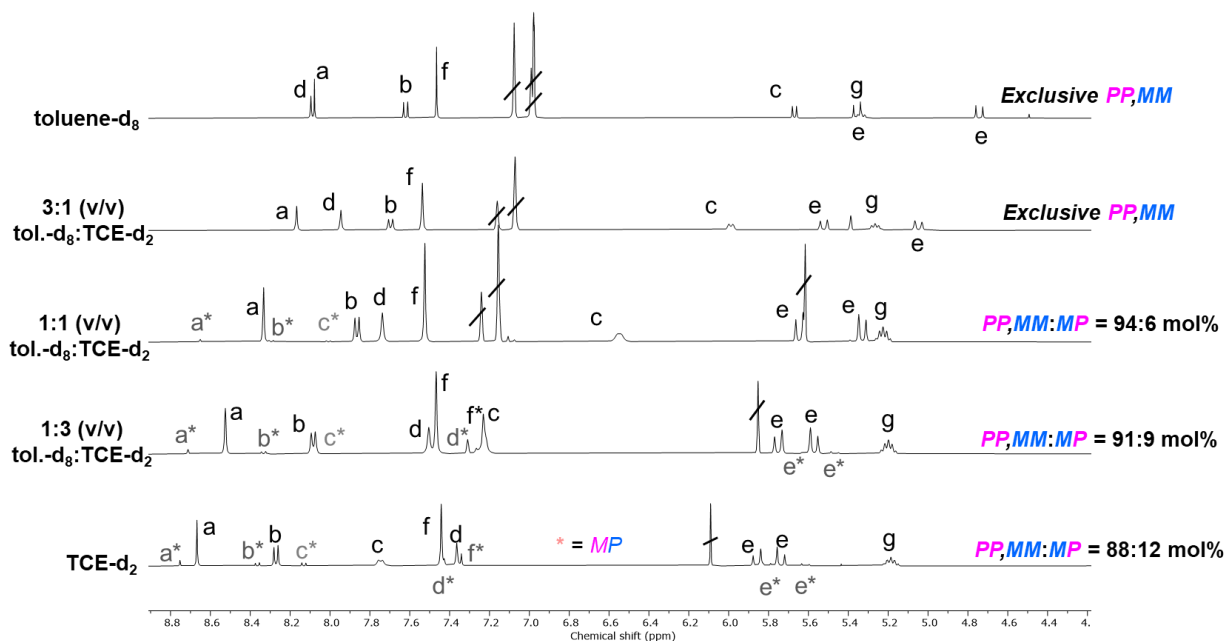 d a b f c g Exclusive PP,MM
toluene-d8
e e
f
3:1 (v/v) a d b c e g Exclusive PP,MM
tol.-d8:TCE-d2 e
1:1 (v/v) a* a b* c* b d f c e e g PP,MM:MP = 94:6 mol%
tol.-d8:TCE-d2
f
1:3 (v/v) a* a b* b c* d d* f* c e e g PP,MM:MP = 91:9 mol%
tol.-d8:TCE-d2
e* e*
TCE-d2 a* a b* b c* c f d f* * = MP e e g PP,MM:MP = 88:12 mol%
d* e* e*
8.8 8.6 8.4 8.2 8.0 7.8 7.6 7.4 7.2 7.0 6.8 6.6 6.4 6.2 6.0 5.8 5.6 5.4 5.2 5.0 4.8 4.6 4.4 4.
Chemical shift (ppm)